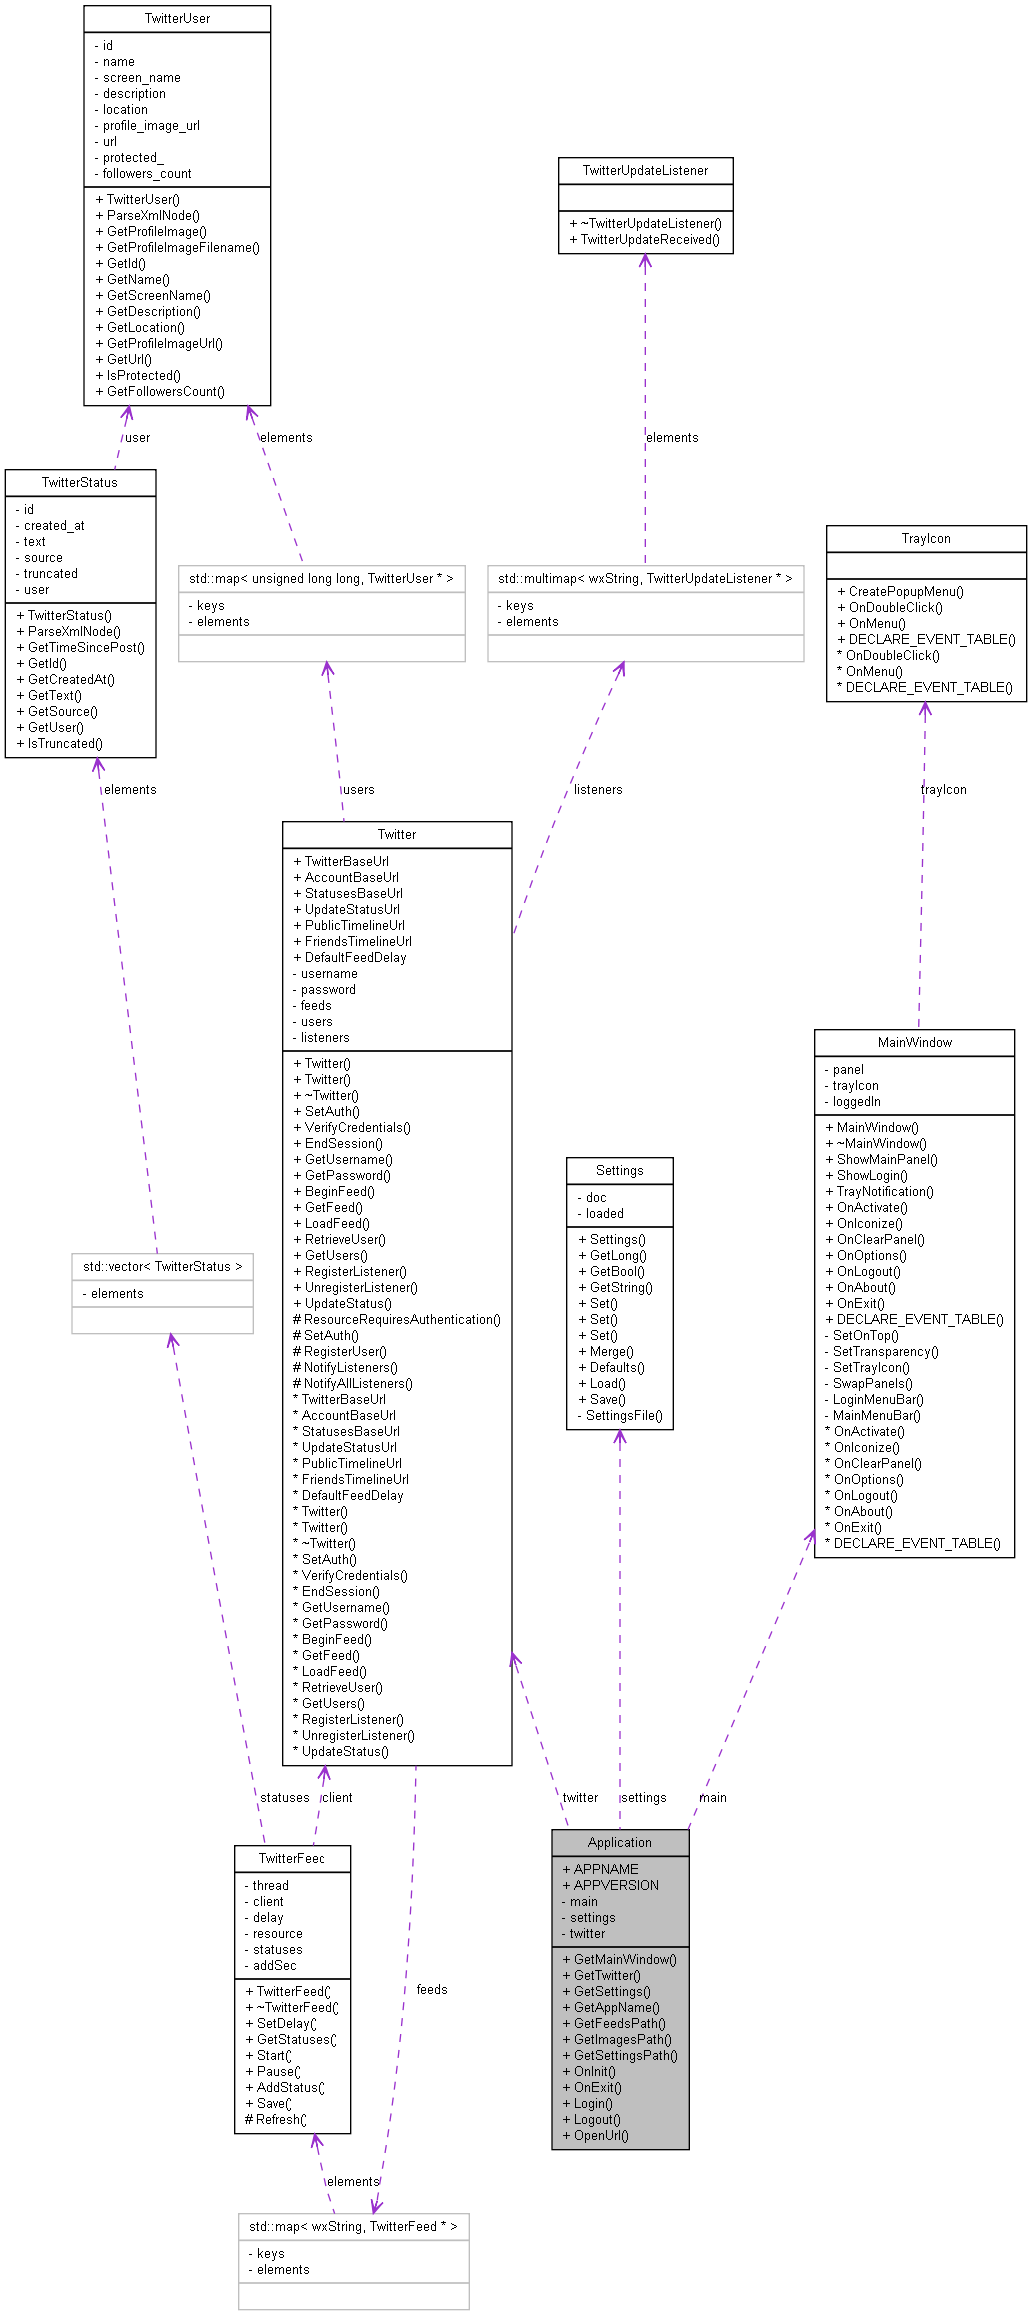 TwitterUser
- id
- name
- screen_name
- description
- location
- profile_image_url
- url
- protected_
- followers_count
+ TwitterUser()
+ ParseXmlNode()
+ GetProfileImage()
+ GetProfileImageFilename()
+ GetId()
+ GetName()
+ GetScreenName()
+ GetDescription()
+ GetLocation()
+ GetProfileImageUrl()
+ GetUrl()
+ IsProtected()
+ GetFollowersCount()
TwitterUpdateListener
+ ~TwitterUpdateListener()
+ TwitterUpdateReceived()
user
elements
elements
TwitterStatus
- id
- created_at
- text
- source
- truncated
- user
+ TwitterStatus()
+ ParseXmlNode()
+ GetTimeSincePost()
+ GetId()
+ GetCreatedAt()
+ GetText()
+ GetSource()
+ GetUser()
+ IsTruncated()
std::map< unsigned long long, TwitterUser * >
- keys
- elements
std::multimap< wxString, TwitterUpdateListener * >
- keys
- elements
TrayIcon
+ CreatePopupMenu()
+ OnDoubleClick()
+ OnMenu()
+ DECLARE_EVENT_TABLE()
* OnDoubleClick()
* OnMenu()
* DECLARE_EVENT_TABLE()
elements
users
listeners
trayIcon
Twitter
+ TwitterBaseUrl
+ AccountBaseUrl
+ StatusesBaseUrl
+ UpdateStatusUrl
+ PublicTimelineUrl
+ FriendsTimelineUrl
+ DefaultFeedDelay
- username
- password
- feeds
- users
- listeners
+ Twitter()
+ Twitter()
+ ~Twitter()
+ SetAuth()
+ VerifyCredentials()
+ EndSession()
+ GetUsername()
+ GetPassword()
+ BeginFeed()
+ GetFeed()
+ LoadFeed()
+ RetrieveUser()
+ GetUsers()
+ RegisterListener()
+ UnregisterListener()
+ UpdateStatus()
# ResourceRequiresAuthentication()
# SetAuth()
# RegisterUser()
# NotifyListeners()
# NotifyAllListeners()
* TwitterBaseUrl
* AccountBaseUrl
* StatusesBaseUrl
* UpdateStatusUrl
* PublicTimelineUrl
* FriendsTimelineUrl
* DefaultFeedDelay
* Twitter()
* Twitter()
* ~Twitter()
* SetAuth()
* VerifyCredentials()
* EndSession()
* GetUsername()
* GetPassword()
* BeginFeed()
* GetFeed()
* LoadFeed()
* RetrieveUser()
* GetUsers()
* RegisterListener()
* UnregisterListener()
* UpdateStatus()
MainWindow
- panel
- trayIcon
- loggedIn
+ MainWindow()
+ ~MainWindow()
+ ShowMainPanel()
+ ShowLogin()
+ TrayNotification()
+ OnActivate()
+ OnIconize()
+ OnClearPanel()
+ OnOptions()
+ OnLogout()
+ OnAbout()
+ OnExit()
+ DECLARE_EVENT_TABLE()
- SetOnTop()
- SetTransparency()
- SetTrayIcon()
- SwapPanels()
- LoginMenuBar()
- MainMenuBar()
* OnActivate()
* OnIconize()
* OnClearPanel()
* OnOptions()
* OnLogout()
* OnAbout()
* OnExit()
* DECLARE_EVENT_TABLE()
Settings
- doc
- loaded
+ Settings()
+ GetLong()
+ GetBool()
+ GetString()
+ Set()
+ Set()
+ Set()
+ Merge()
+ Defaults()
+ Load()
+ Save()
- SettingsFile()
std::vector< TwitterStatus >
- elements
statuses
client
twitter
settings
main
TwitterFeed
- thread
- client
- delay
- resource
- statuses
- addSec
+ TwitterFeed()
+ ~TwitterFeed()
+ SetDelay()
+ GetStatuses()
+ Start()
+ Pause()
+ AddStatus()
+ Save()
# Refresh()
feeds
Application
+ APPNAME
+ APPVERSION
- main
- settings
- twitter
+ GetMainWindow()
+ GetTwitter()
+ GetSettings()
+ GetAppName()
+ GetFeedsPath()
+ GetImagesPath()
+ GetSettingsPath()
+ OnInit()
+ OnExit()
+ Login()
+ Logout()
+ OpenUrl()
elements
std::map< wxString, TwitterFeed * >
- keys
- elements